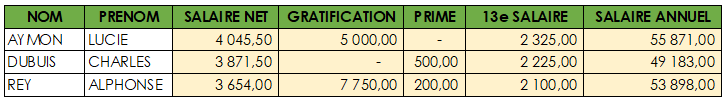 NOM PRENOM SALAIRE NET GRATIFICATION PRIME 13e SALAIRE SALAIRE ANNUEL
AYMON LUCIE 4 045,50 5 000,00 - 2 325,00 55 871,00
DUBUIS CHARLES 3 871,50 - 500,00 2 225,00 49 183,00
REY ALPHONSE 3 654,00 7 750,00 200,00 2 100,00 53 898,00